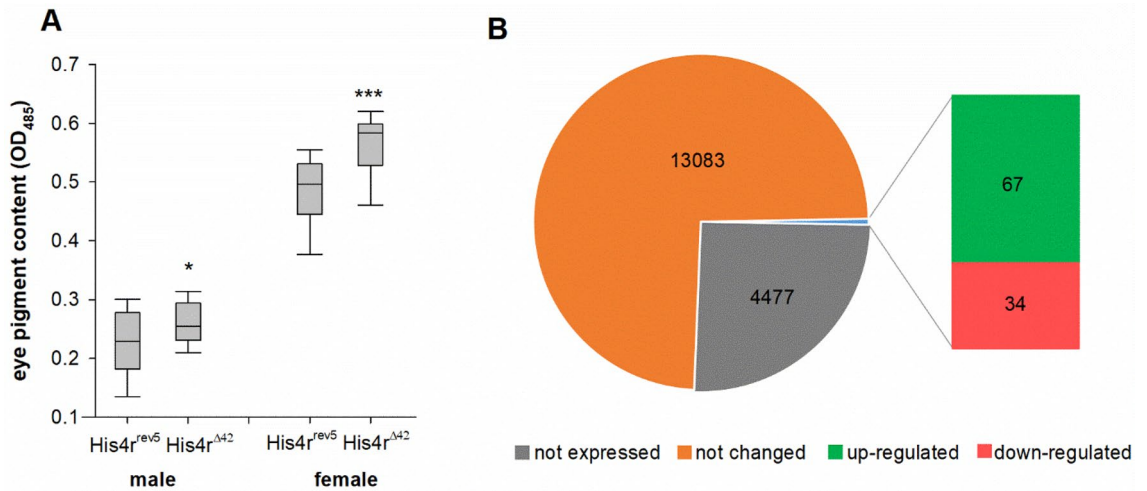 A
eye pigment content (OD485)
0.7
0.6
0.5
0.4
0.3
0.2
0.1
*
***
His4rrev5 His4rΔ42 His4rrev5 His4rΔ42
male female
B
13083
4477
67
34
not expressed not changed up-regulated down-regulated